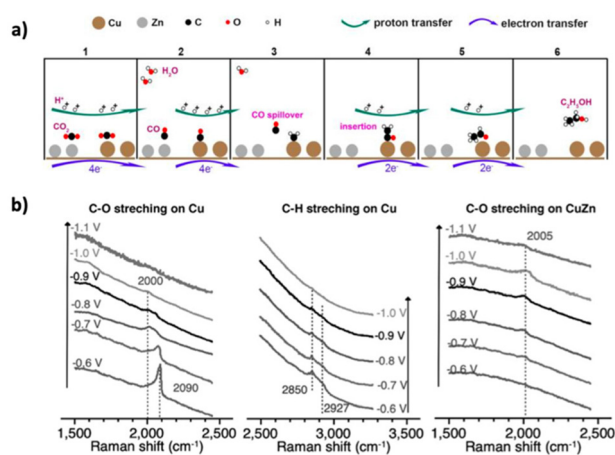 a)
Cu Zn C O H proton transfer electron transfer
1 2 3 4 5 6
H₂O
H⁺
CO₂
CO
CO spillover
insertion
C₂H₅OH
4e⁻ 4e⁻ 2e⁻ 2e⁻
b)
C-O streching on Cu
-1.1 V
-1.0 V
2000
-0.9 V
-0.8 V
-0.7 V
-0.6 V
2090
1,500 2,000 2,500
Raman shift (cm⁻¹)
C-H streching on Cu
-1.0 V
-0.9 V
-0.8 V
-0.7 V
2850
2927
-0.6 V
2,500 3,000 3,500
Raman shift (cm⁻¹)
C-O streching on CuZn
-1.1 V
2005
-1.0 V
-0.9 V
-0.8 V
-0.7 V
-0.6 V
1,500 2,000 2,500
Raman shift (cm⁻¹)